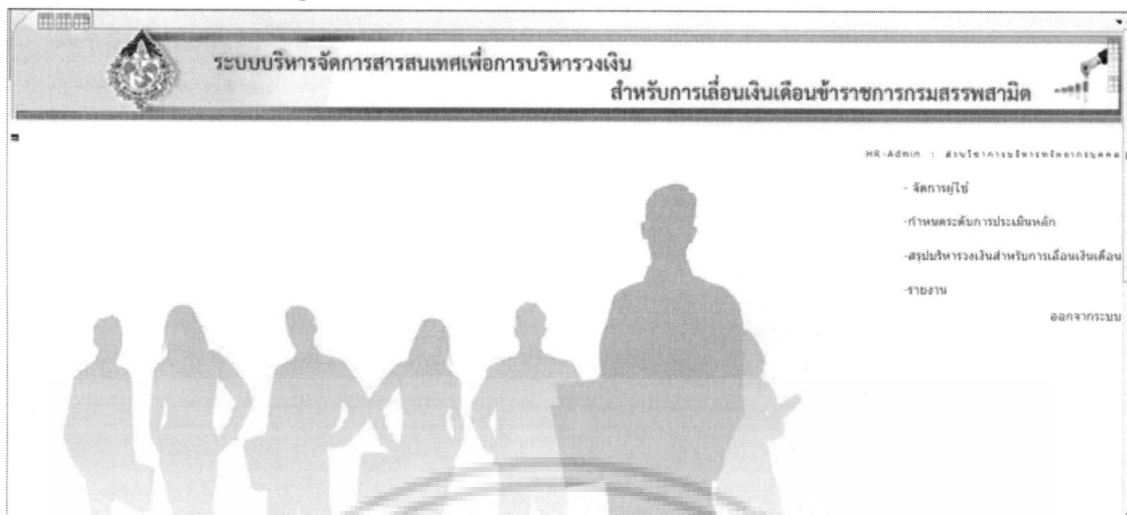 ระบบบริหารจัดการสารสนเทศเพื่อการบริหารวงเงิน
สำหรับการเลื่อนเงินเดือนข้าราชการกรมสรรพสามิต
HR-Admin : ส่วนวิชาการบริหารทรัพยากรบุคคล
- จัดการผู้ใช้
-กำหนดระดับการประเมินหลัก
-สรุปบริหารวงเงินสำหรับการเลื่อนเงินเดือน
-รายงาน
ออกจากระบบ